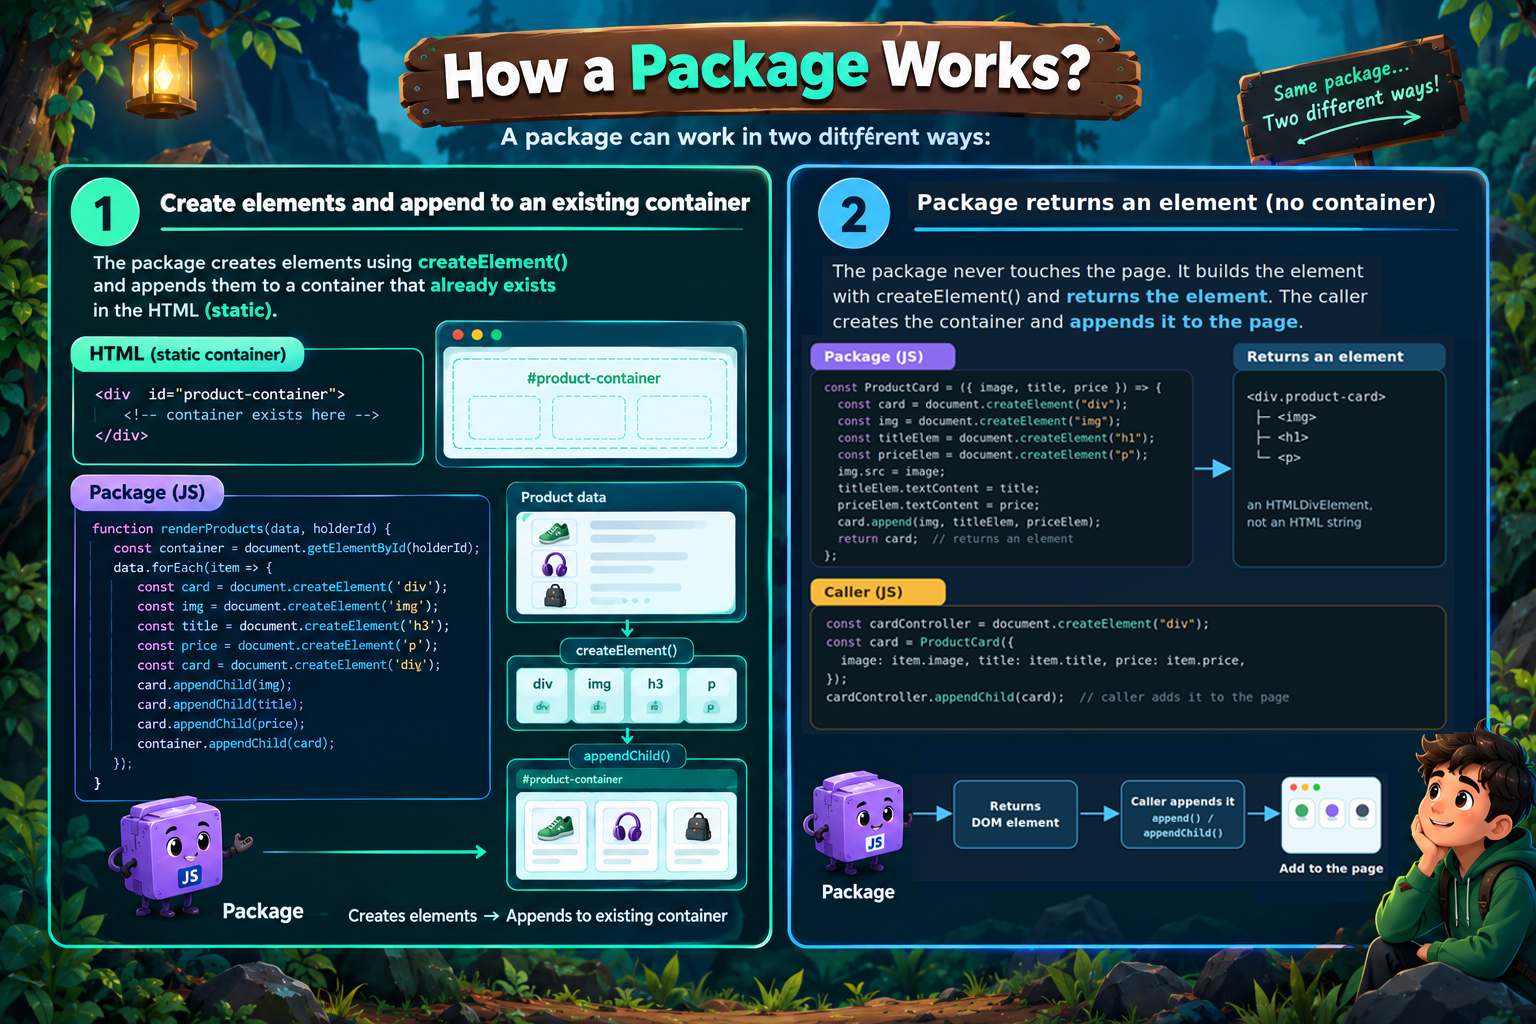 How a Package Works?
Same package...
Two different ways!
A package can work in two different ways:
1
Create elements and append to an existing container
The package creates elements using createElement()
and appends them to a container that already exists
in the HTML (static).
HTML (static container)
<div  id="product-container">
<!-- container exists here -->
</div>
#product-container
Package (JS)
function renderProducts(data, holderId) {
const container = document.getElementById(holderId);
data.forEach(item => {
const card = document.createElement('div');
const img = document.createElement('img');
const title = document.createElement('h3');
const price = document.createElement('p');
const card = document.createElement('div');
card.appendChild(img);
card.appendChild(title);
card.appendChild(price);
container.appendChild(card);
});
}
Product data
createElement()
div img h3 p
p
appendChild()
#product-container
JS
Package
Creates elements → Appends to existing container
2
Package returns an element (no container)
The package never touches the page. It builds the element
with createElement() and returns the element. The caller
creates the container and appends it to the page.
Package (JS)
const ProductCard = ({ image, title, price }) => {
const card = document.createElement("div");
const img = document.createElement("img");
const titleElem = document.createElement("h1");
const priceElem = document.createElement("p");
img.src = image;
titleElem.textContent = title;
priceElem.textContent = price;
card.append(img, titleElem, priceElem);
return card;  // returns an element
};
Returns an element
<div.product-card>
├─ <img>
├─ <h1>
└─ <p>
an HTMLDivElement,
not an HTML string
Caller (JS)
const cardController = document.createElement("div");
const card = ProductCard({
image: item.image, title: item.title, price: item.price,
});
cardController.appendChild(card);  // caller adds it to the page
JS
Package
Returns
DOM element
Caller appends it
append() /
appendChild()
Add to the page